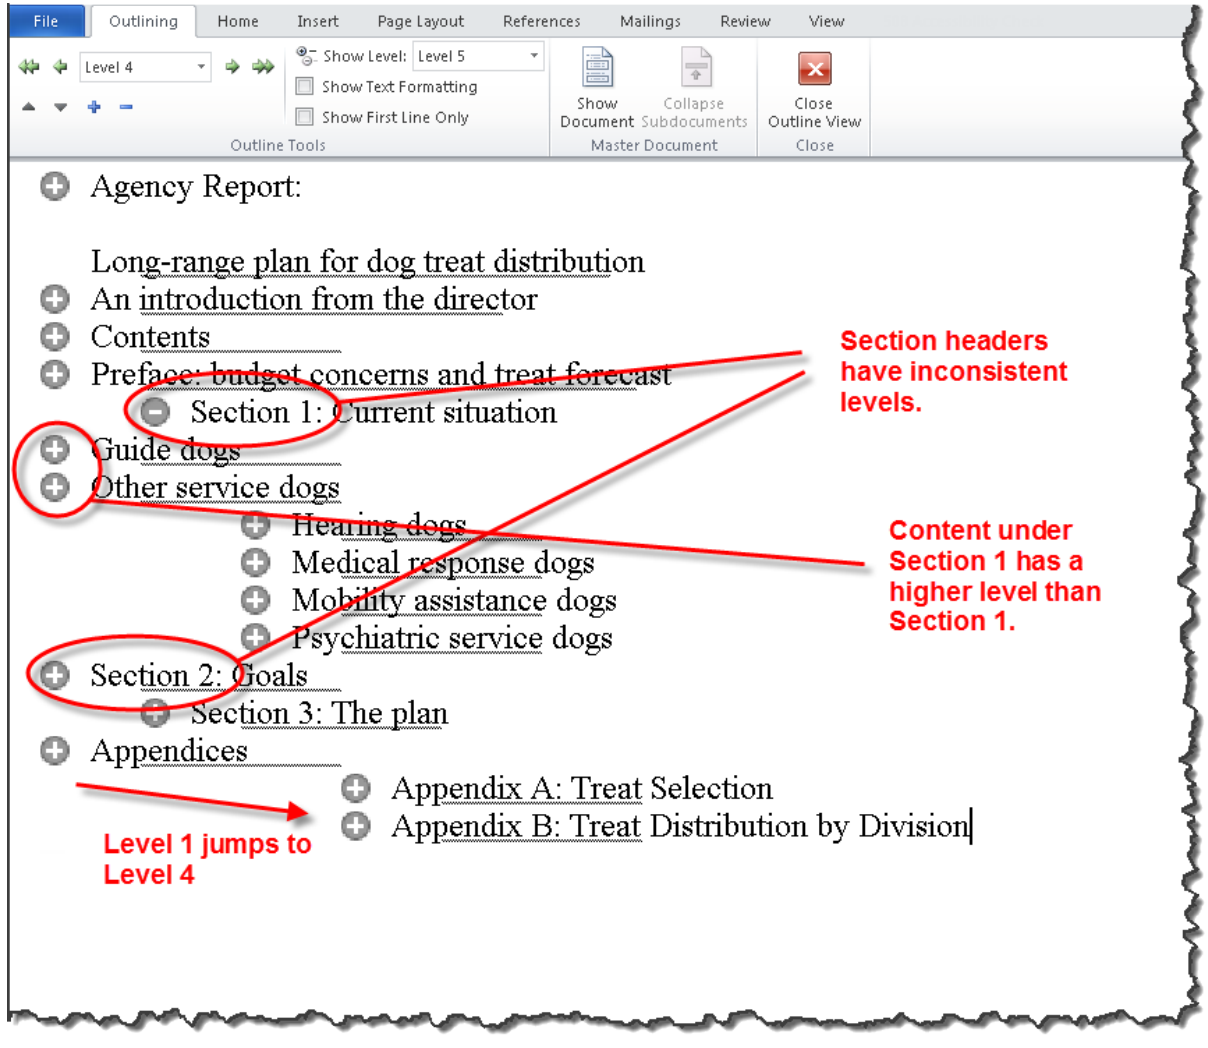 File Outlining Home Insert Page Layout References Mailings Review View
Level 4
Show Level: Level 5
Show Text Formatting
Show First Line Only
Outline Tools
Show
Document
Collapse
Subdocuments
Master Document
Close
Outline View
Close
Agency Report:
Long-range plan for dog treat distribution
An introduction from the director
Contents
Preface: budget concerns and treat forecast
Section 1: Current situation
Guide dogs
Other service dogs
Hearing dogs
Medical response dogs
Mobility assistance dogs
Psychiatric service dogs
Section 2: Goals
Section 3: The plan
Appendices
Appendix A: Treat Selection
Appendix B: Treat Distribution by Division
Section headers
have inconsistent
levels.
Content under
Section 1 has a
higher level than
Section 1.
Level 1 jumps to
Level 4